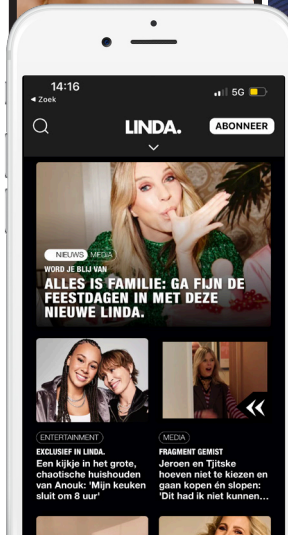 14:16
5G
◄ Zoek
LINDA.
ABONNEER
NIEUWS MEDIA
WORD JE BLIJ VAN
ALLES IS FAMILIE: GA FIJN DE
FEESTDAGEN IN MET DEZE
NIEUWE LINDA.
ENTERTAINMENT
EXCLUSIEF IN LINDA.
Een kijkje in het grote,
chaotische huishouden
van Anouk: 'Mijn keuken
sluit om 8 uur'
MEDIA
FRAGMENT GEMIST
Jeroen en Tjitske
hoeven niet te kiezen en
gaan kopen én slopen:
'Dit had ik niet kunnen...